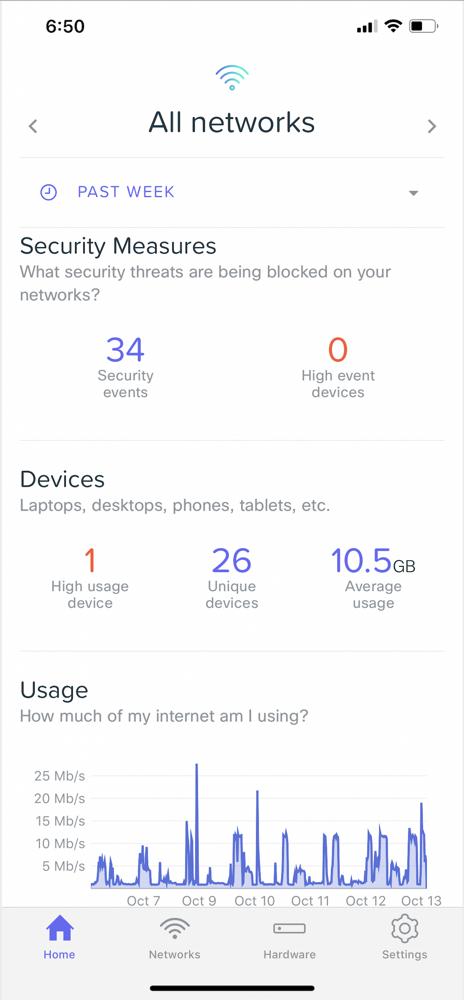 6:50
All networks
PAST WEEK
Security Measures
What security threats are being blocked on your
networks?
34
Security
events
0
High event
devices
Devices
Laptops, desktops, phones, tablets, etc.
1
High usage
device
26
Unique
devices
10.5GB
Average
usage
Usage
How much of my internet am I using?
25 Mb/s
20 Mb/s
15 Mb/s
10 Mb/s
5 Mb/s
Oct 7 Oct 9 Oct 10 Oct 11 Oct 12 Oct 13
Home Networks Hardware Settings